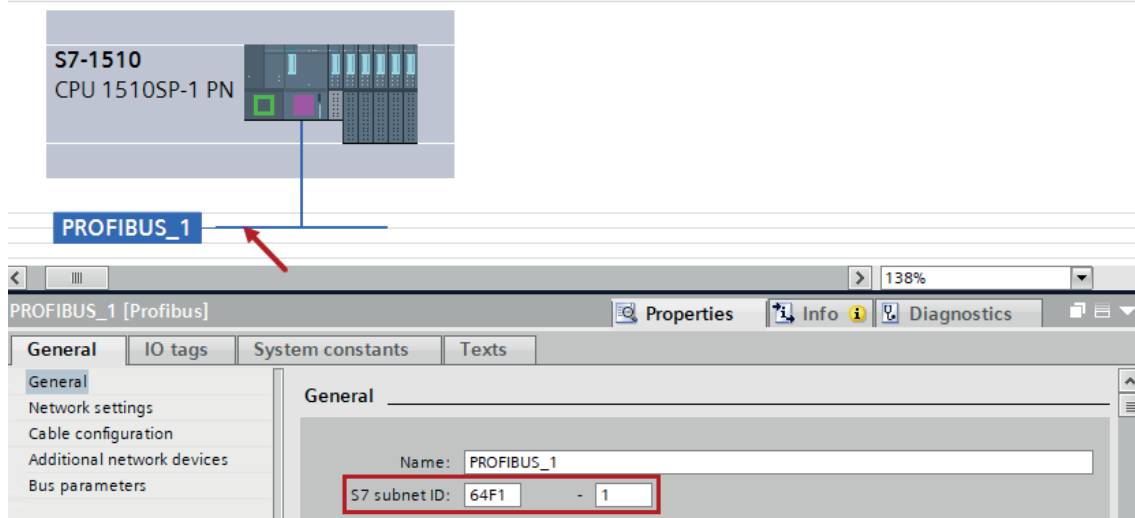 S7-1510
CPU 1510SP-1 PN
PROFIBUS_1
138%
PROFIBUS_1 [Profibus]
Properties
Info
Diagnostics
General
IO tags
System constants
Texts
General
Network settings
Cable configuration
Additional network devices
Bus parameters
General
Name: PROFIBUS_1
S7 subnet ID: 64F1 - 1